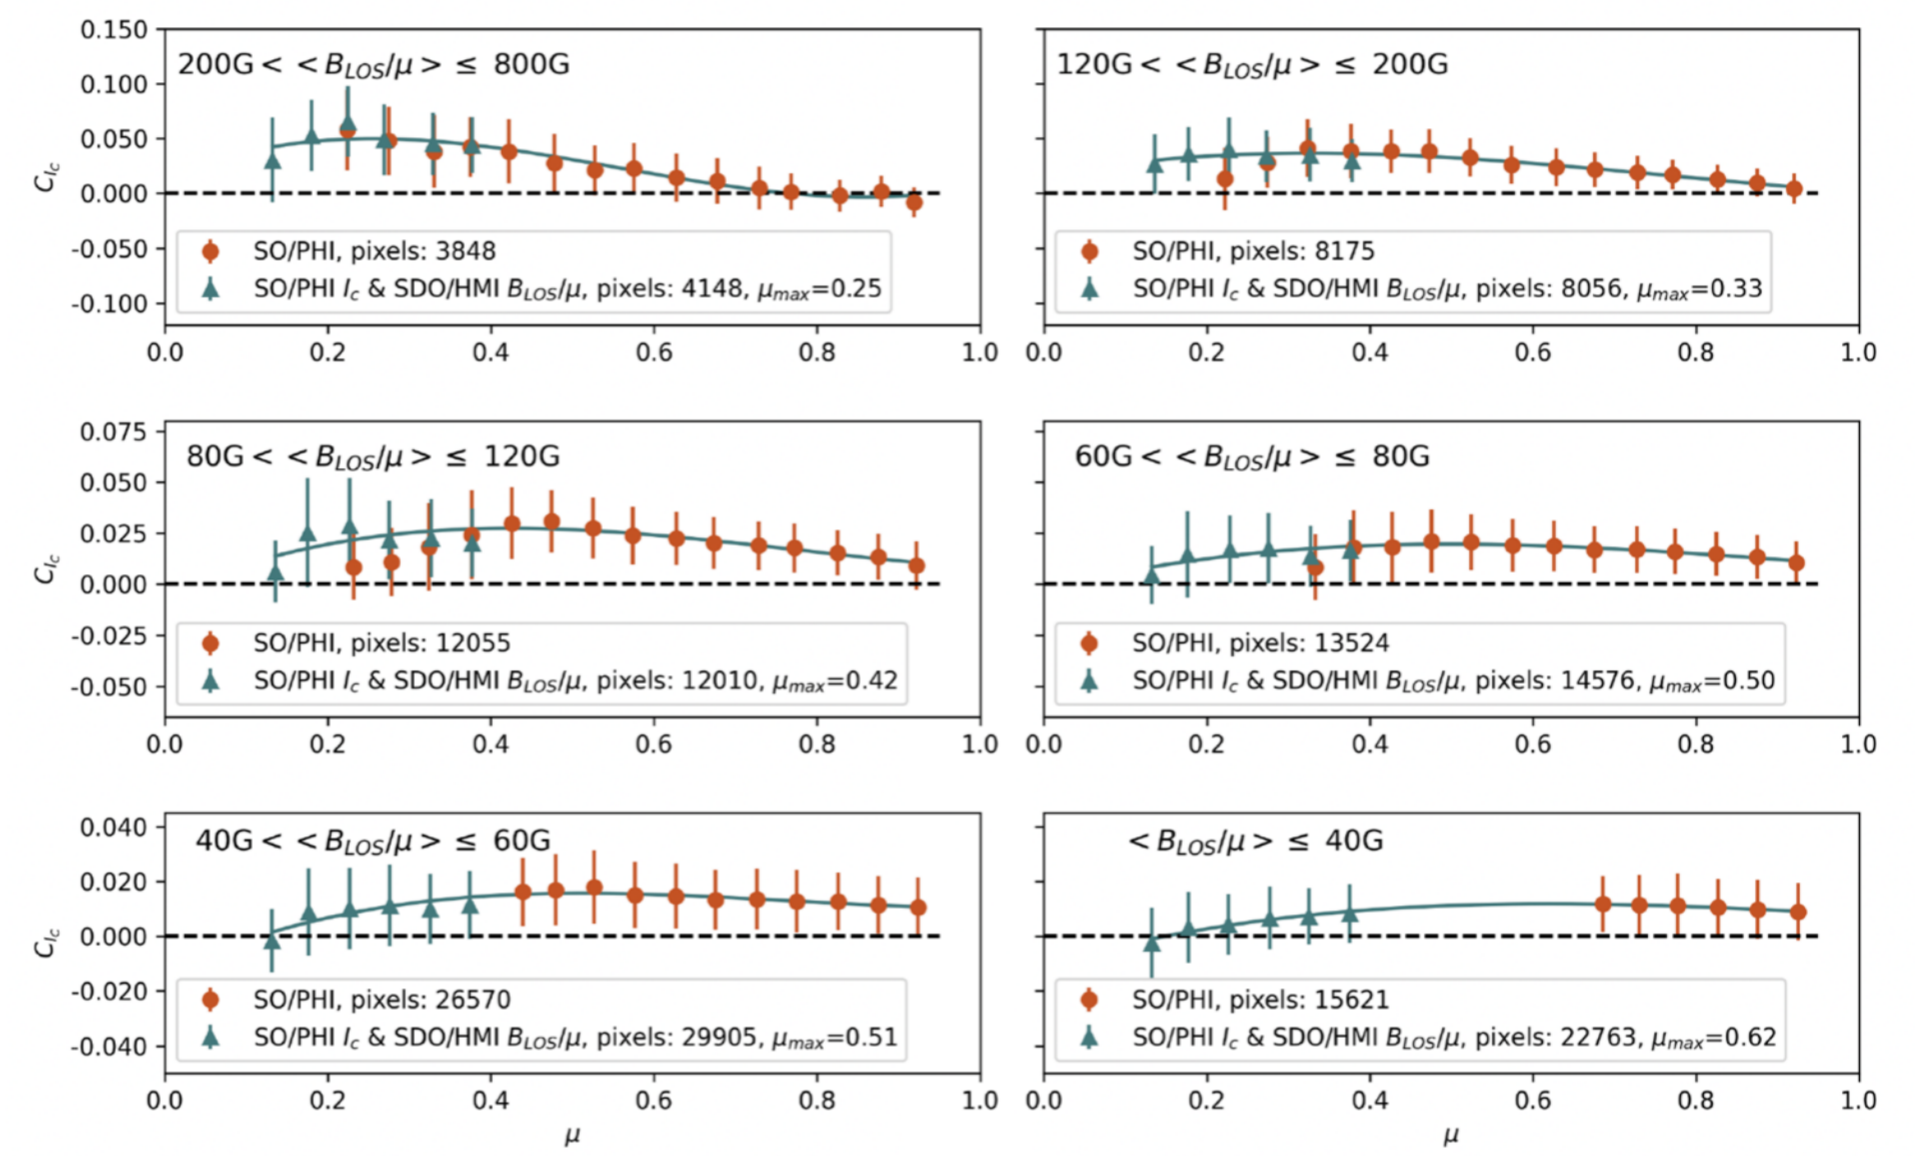 200G < < B_LOS/μ > ≤ 800G
0.150
0.100
0.050
0.000
-0.050
-0.100
C_Ic
SO/PHI, pixels: 3848
SO/PHI I_c & SDO/HMI B_LOS/μ, pixels: 4148, μ_max=0.25
0.0 0.2 0.4 0.6 0.8 1.0
120G < < B_LOS/μ > ≤ 200G
SO/PHI, pixels: 8175
SO/PHI I_c & SDO/HMI B_LOS/μ, pixels: 8056, μ_max=0.33
0.0 0.2 0.4 0.6 0.8 1.0
80G < < B_LOS/μ > ≤ 120G
0.075
0.050
0.025
0.000
-0.025
-0.050
C_Ic
SO/PHI, pixels: 12055
SO/PHI I_c & SDO/HMI B_LOS/μ, pixels: 12010, μ_max=0.42
0.0 0.2 0.4 0.6 0.8 1.0
60G < < B_LOS/μ > ≤ 80G
SO/PHI, pixels: 13524
SO/PHI I_c & SDO/HMI B_LOS/μ, pixels: 14576, μ_max=0.50
0.0 0.2 0.4 0.6 0.8 1.0
40G < < B_LOS/μ > ≤ 60G
0.040
0.020
0.000
-0.020
-0.040
C_Ic
SO/PHI, pixels: 26570
SO/PHI I_c & SDO/HMI B_LOS/μ, pixels: 29905, μ_max=0.51
0.0 0.2 0.4 0.6 0.8 1.0
μ
< B_LOS/μ > ≤ 40G
SO/PHI, pixels: 15621
SO/PHI I_c & SDO/HMI B_LOS/μ, pixels: 22763, μ_max=0.62
0.0 0.2 0.4 0.6 0.8 1.0
μ